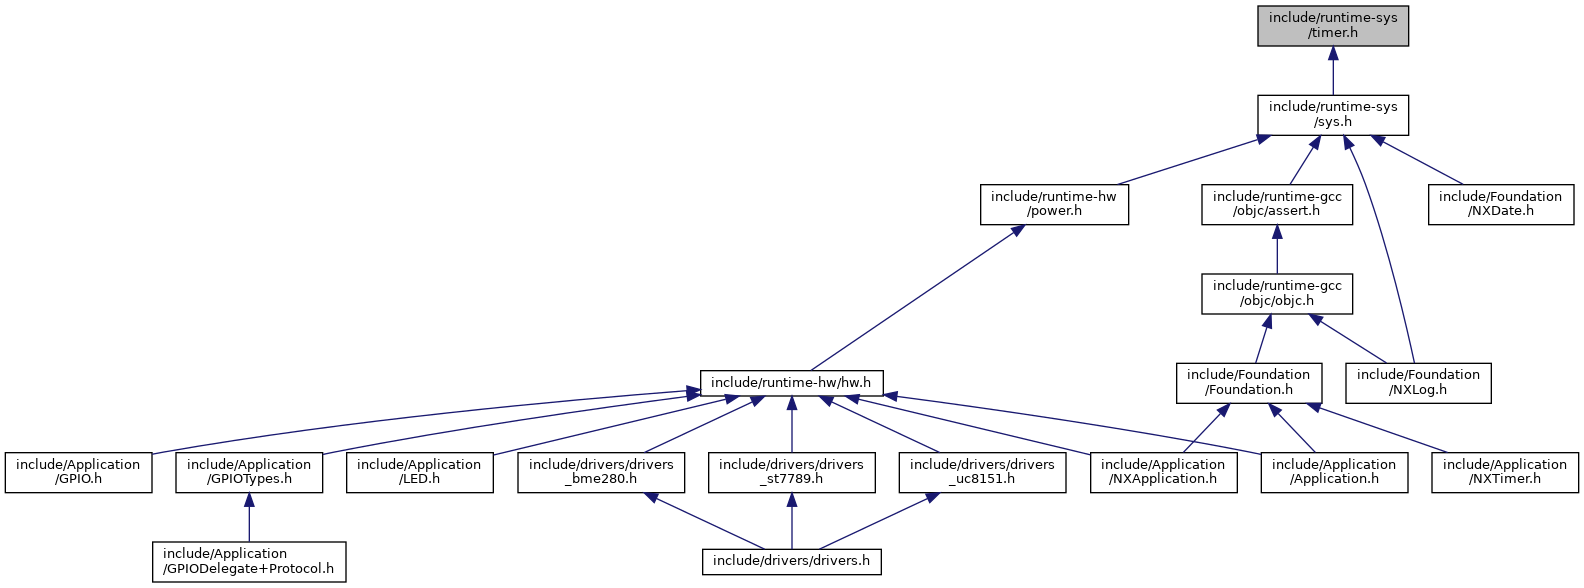 include/runtime-sys
/timer.h
include/runtime-sys
/sys.h
include/runtime-hw
/power.h
include/runtime-gcc
/objc/assert.h
include/Foundation
/NXDate.h
include/runtime-gcc
/objc/objc.h
include/runtime-hw/hw.h
include/Foundation
/Foundation.h
include/Foundation
/NXLog.h
include/Application
/GPIO.h
include/Application
/GPIOTypes.h
include/Application
/LED.h
include/drivers/drivers
_bme280.h
include/drivers/drivers
_st7789.h
include/drivers/drivers
_uc8151.h
include/Application
/NXApplication.h
include/Application
/Application.h
include/Application
/NXTimer.h
include/Application
/GPIODelegate+Protocol.h
include/drivers/drivers.h